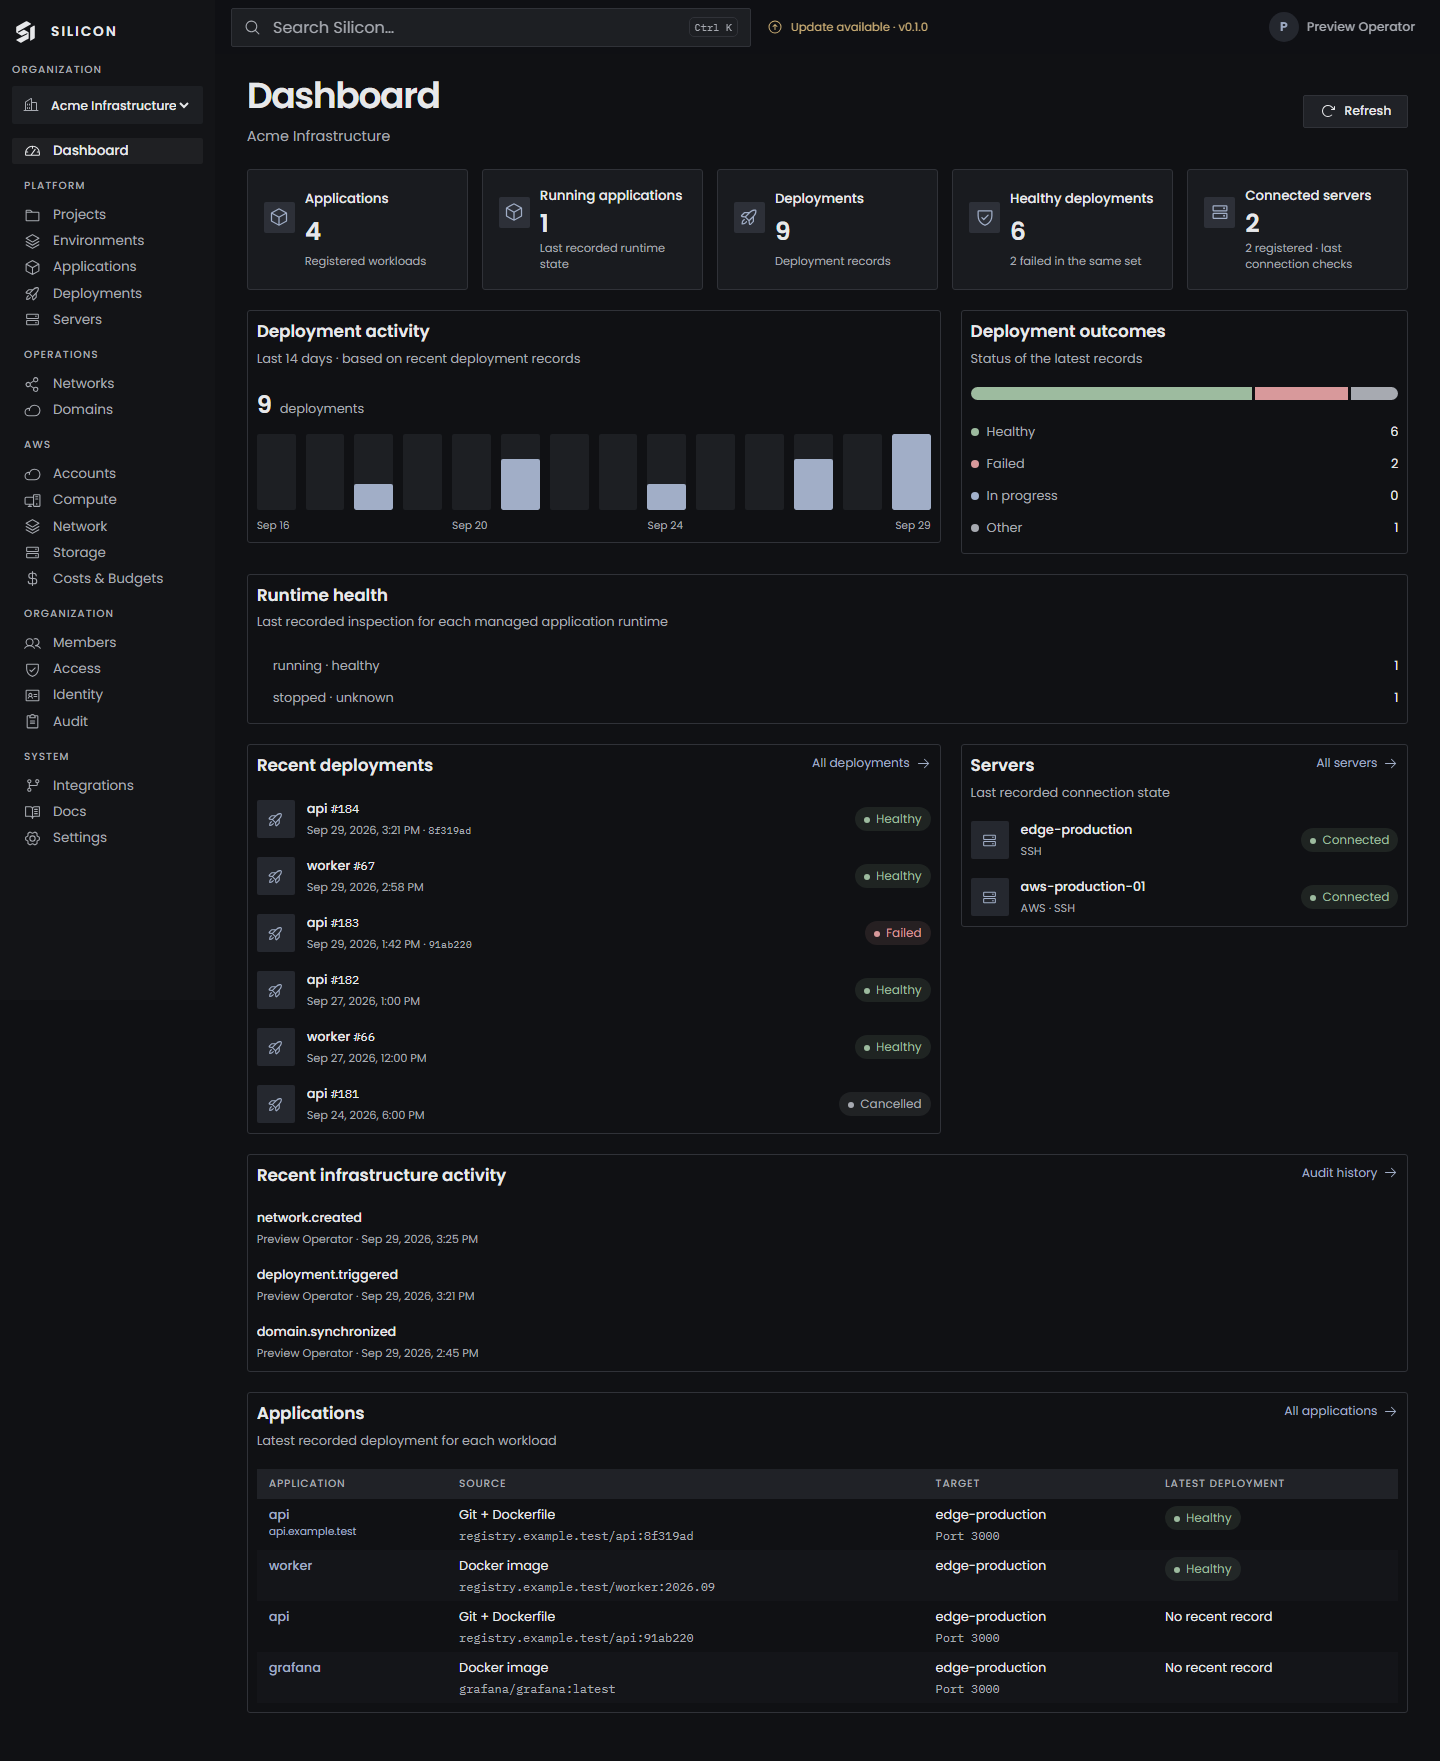 SILICON
ORGANIZATION
Acme Infrastructure
Dashboard
PLATFORM
Projects
Environments
Applications
Deployments
Servers
OPERATIONS
Networks
Domains
AWS
Accounts
Compute
Network
Storage
Costs & Budgets
ORGANIZATION
Members
Access
Identity
Audit
SYSTEM
Integrations
Docs
Settings
Search Silicon... Ctrl K
Update available · v0.1.0
P Preview Operator
Dashboard
Acme Infrastructure
Refresh
Applications
4
Registered workloads
Running applications
1
Last recorded runtime
state
Deployments
9
Deployment records
Healthy deployments
6
2 failed in the same set
Connected servers
2
2 registered · last
connection checks
Deployment activity
Last 14 days · based on recent deployment records
9 deployments
Sep 16 Sep 20 Sep 24 Sep 29
Deployment outcomes
Status of the latest records
Healthy 6
Failed 2
In progress 0
Other 1
Runtime health
Last recorded inspection for each managed application runtime
running · healthy 1
stopped · unknown 1
Recent deployments All deployments →
api #184
Sep 29, 2026, 3:21 PM · 8f319ad
Healthy
worker #67
Sep 29, 2026, 2:58 PM
Healthy
api #183
Sep 29, 2026, 1:42 PM · 91ab220
Failed
api #182
Sep 27, 2026, 1:00 PM
Healthy
worker #66
Sep 27, 2026, 12:00 PM
Healthy
api #181
Sep 24, 2026, 6:00 PM
Cancelled
Servers All servers →
Last recorded connection state
edge-production
SSH
Connected
aws-production-01
AWS · SSH
Connected
Recent infrastructure activity Audit history →
network.created
Preview Operator · Sep 29, 2026, 3:25 PM
deployment.triggered
Preview Operator · Sep 29, 2026, 3:21 PM
domain.synchronized
Preview Operator · Sep 29, 2026, 2:45 PM
Applications All applications →
Latest recorded deployment for each workload
APPLICATION SOURCE TARGET LATEST DEPLOYMENT
api Git + Dockerfile edge-production Healthy
api.example.test registry.example.test/api:8f319ad Port 3000
worker Docker image edge-production Healthy
registry.example.test/worker:2026.09
api Git + Dockerfile edge-production No recent record
registry.example.test/api:91ab220 Port 3000
grafana Docker image edge-production No recent record
grafana/grafana:latest Port 3000